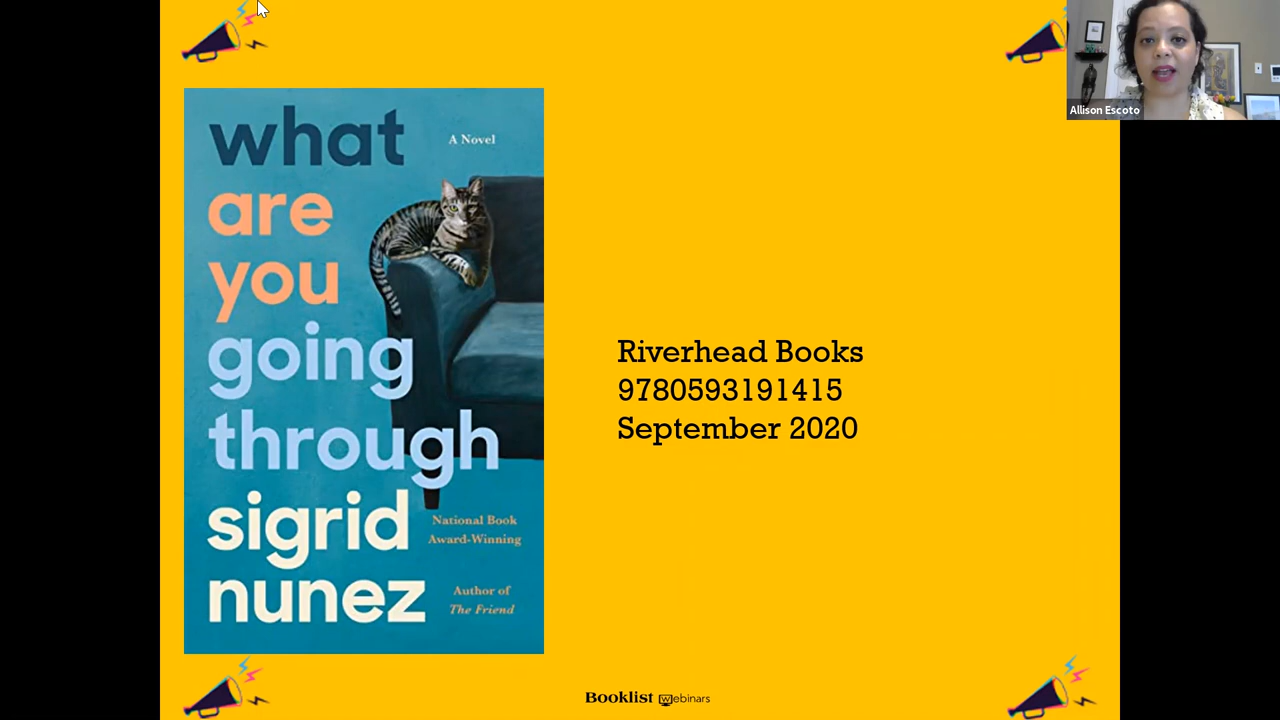 what
A Novel
are
you
going
through
sigrid
National Book
Award-Winning
nunez
Author of
The Friend
Riverhead Books
9780593191415
September 2020
Allison Escoto
Booklist Webinars